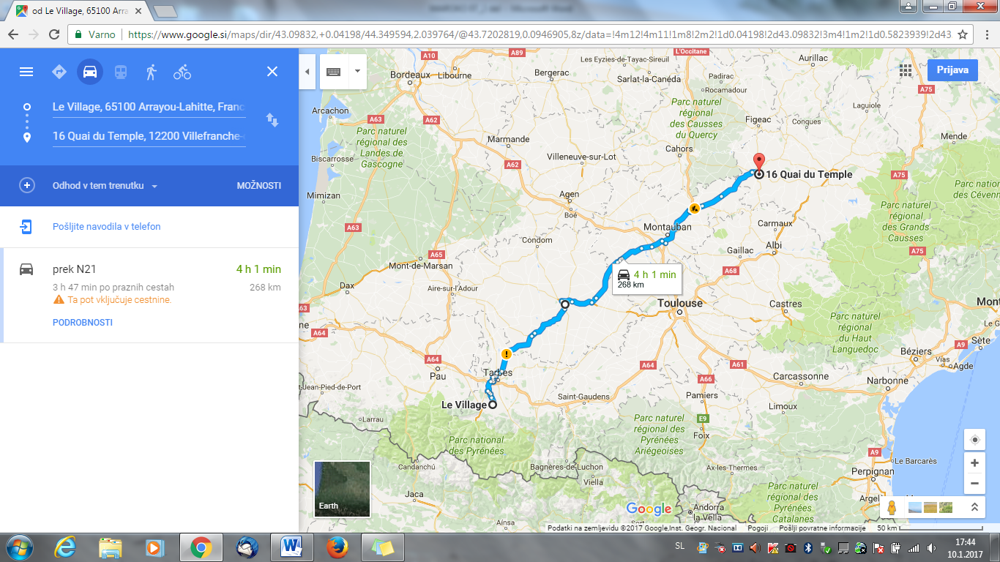 od Le Village, 65100 Arra
Varno
https://www.google.si/maps/dir/43.09832,+0.04198/44.349594,2.039764/@43.7202819,0.0946905,8z/data=!4m12!4m11!1m8!2m2!1d0.04198!2d43.09832!3m4!1m2!1d0.5823939!2d43
Le Village, 65100 Arrayou-Lahitte, Franc
16 Quai du Temple, 12200 Villefranche-
Odhod v tem trenutku
MOŽNOSTI
Pošljite navodila v telefon
prek N21
4 h 1 min
3 h 47 min po praznih cestah
268 km
Ta pot vključuje cestnine.
PODROBNOSTI
Prijava
A10
A89
L'Occitane
Les Eyzies-de-Tayac-Sireuil
Aurillac
Bordeaux
Libourne
Bergerac
Sarlat-la-Canéda
Padirac
Rocamadour
A75
Laguiole
Arcachon
A63
A62
Parc naturel
régional des
Landes de
Gascogne
Parc naturel
régional
des Causses
du Quercy
Figeac
Conques
Marmande
Mende
Biscarrosse
Villeneuve-sur-Lot
Cahors
A62
16 Quai du Temple
A75
Parc
nationa
des Cévenn
Mimizan
Agen
Boé
Parc naturel
régional
des Grands
Causses
A63
Montauban
Carmaux
Condom
Albi
A65
Gaillac
A75
Mont-de-Marsan
Dax
Aire-sur-l'Adour
4 h 1 min
268 km
A68
A63
Toulouse
Castres
Mont
ne
A64
Parc naturel
régional
du Haut
Languedoc
Le G
A9
Sète
Béziers
Vias
Agde
A64
Pau
Tarbes
A64
A61
A66
Carcassonne
Narbonne
Jean-Pied-de-Port
Saint-Gaudens
Pamiers
Limoux
Le Village
Larrau
E9
Foix
Parc naturel
régional des
Pyrénées
Ariégeoises
Parc national
des Pyrénées
A9
Le Barcarès
Candanchú
Bagnères-de-Luchon
Viella
Ax-les-Thermes
Perpignan
Jaca
Parc naturel
régional des
Pyrénées
Catalanes
Argel
Andorra
la Vella
Aínsa
Earth
Google
Podatki na zemljevidu ©2017 Google,Inst. Geogr. Nacional
Pogoji
Pošlji povratne informacije
50 km
SL
17:44
10.1.2017